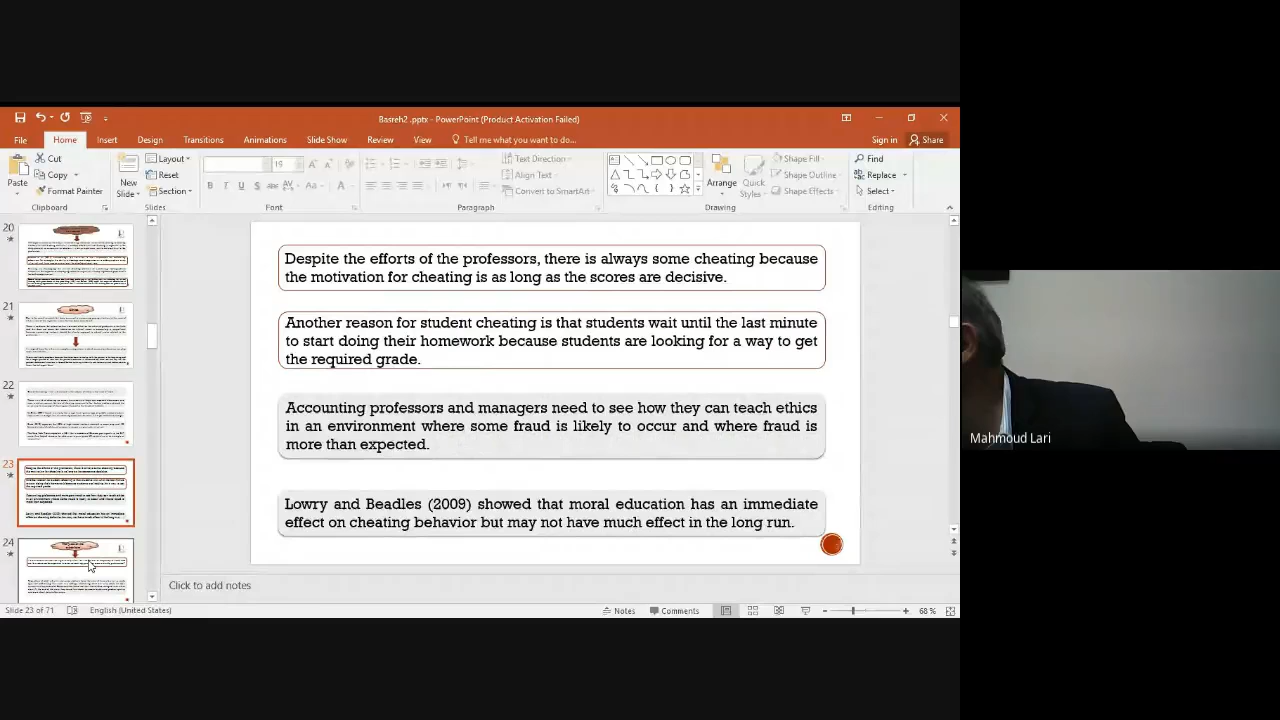 Basreh2 .pptx - PowerPoint (Product Activation Failed)
File Home Insert Design Transitions Animations Slide Show Review View Tell me what you want to do... Sign in Share
Paste Cut Copy Format Painter
Clipboard
New Slide Layout Reset Section
Slides
19
B I U S abc AV Aa A
Font
Text Direction Align Text Convert to SmartArt
Paragraph
Arrange Quick Styles Shape Fill Shape Outline Shape Effects
Drawing
Find Replace Select
Editing
20
21
22
23
24
Despite the efforts of the professors, there is always some cheating because
the motivation for cheating is as long as the scores are decisive.
Another reason for student cheating is that students wait until the last minute
to start doing their homework because students are looking for a way to get
the required grade.
Accounting professors and managers need to see how they can teach ethics
in an environment where some fraud is likely to occur and where fraud is
more than expected.
Lowry and Beadles (2009) showed that moral education has an immediate
effect on cheating behavior but may not have much effect in the long run.
Click to add notes
Slide 23 of 71 English (United States) Notes Comments 68 %
Mahmoud Lari